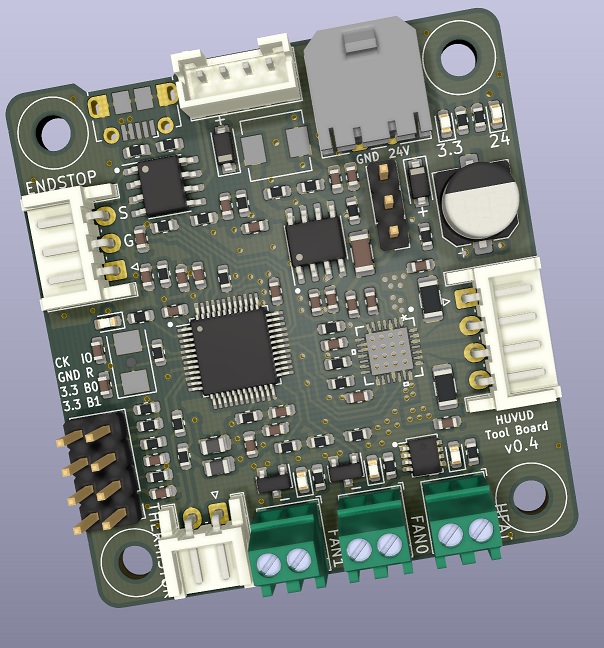 +
GND 24V
3.3
24
ENDSTOP
S
G
+
+
CK IO
GND R
3.3 B0
3.3 B1
HUVUD
Tool Board
v0.4
FAN1
FAN0